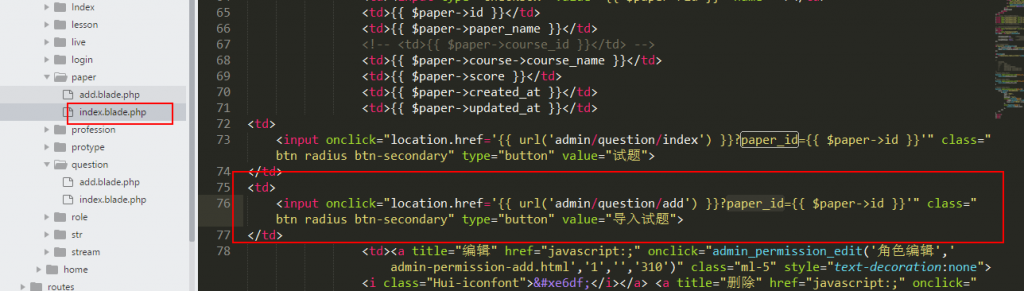 Index
lesson
live
login
paper
add.blade.php
index.blade.php
profession
protype
question
add.blade.php
index.blade.php
role
str
stream
home
routes
65 <td>{{ $paper->id }}</td>
66 <td>{{ $paper->paper_name }}</td>
67 <!-- <td>{{ $paper->course_id }}</td> -->
68 <td>{{ $paper->course->course_name }}</td>
69 <td>{{ $paper->score }}</td>
70 <td>{{ $paper->created_at }}</td>
71 <td>{{ $paper->updated_at }}</td>
72 <td>
73 <input onclick="location.href='{{ url('admin/question/index') }}?paper_id={{ $paper->id }}'" class="
btn radius btn-secondary" type="button" value="试题">
74 </td>
75 <td>
76 <input onclick="location.href='{{ url('admin/question/add') }}?paper_id={{ $paper->id }}'" class="
btn radius btn-secondary" type="button" value="导入试题">
77 </td>
78 <td><a title="编辑" href="javascript:;" onclick="admin_permission_edit('角色编辑','
admin-permission-add.html','1','','310')" class="ml-5" style="text-decoration:none">
<i class="Hui-iconfont">&#xe6df;</i></a> <a title="删除" href="javascript:;" onclick="